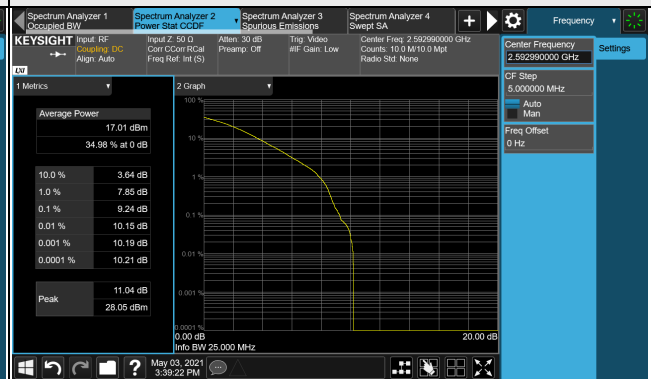 Spectrum Analyzer 1
Occupied BW
Spectrum Analyzer 2
Power Stat CCDF
Spectrum Analyzer 3
Spurious Emissions
Spectrum Analyzer 4
Swept SA
Frequency
KEYSIGHT
LXI
Input: RF
Coupling: DC
Align: Auto
Input Z: 50 Ω
Corr CCorr RCal
Freq Ref: Int (S)
Atten: 30 dB
Preamp: Off
Trig: Video
#IF Gain: Low
Center Freq: 2.592990000 GHz
Counts: 10.0 M/10.0 Mpt
Radio Std: None
Center Frequency
2.592990000 GHz
Settings
CF Step
5.000000 MHz
Auto
Man
Freq Offset
0 Hz
1 Metrics
Average Power
17.01 dBm
34.98 % at 0 dB
10.0 % 3.64 dB
1.0 % 7.85 dB
0.1 % 9.24 dB
0.01 % 10.15 dB
0.001 % 10.19 dB
0.0001 % 10.21 dB
Peak
11.04 dB
28.05 dBm
2 Graph
100 %
10 %
1 %
0.1 %
0.01 %
0.001 %
0.0001 %
0.00 dB
20.00 dB
Info BW 25.000 MHz
May 03, 2021
3:39:22 PM